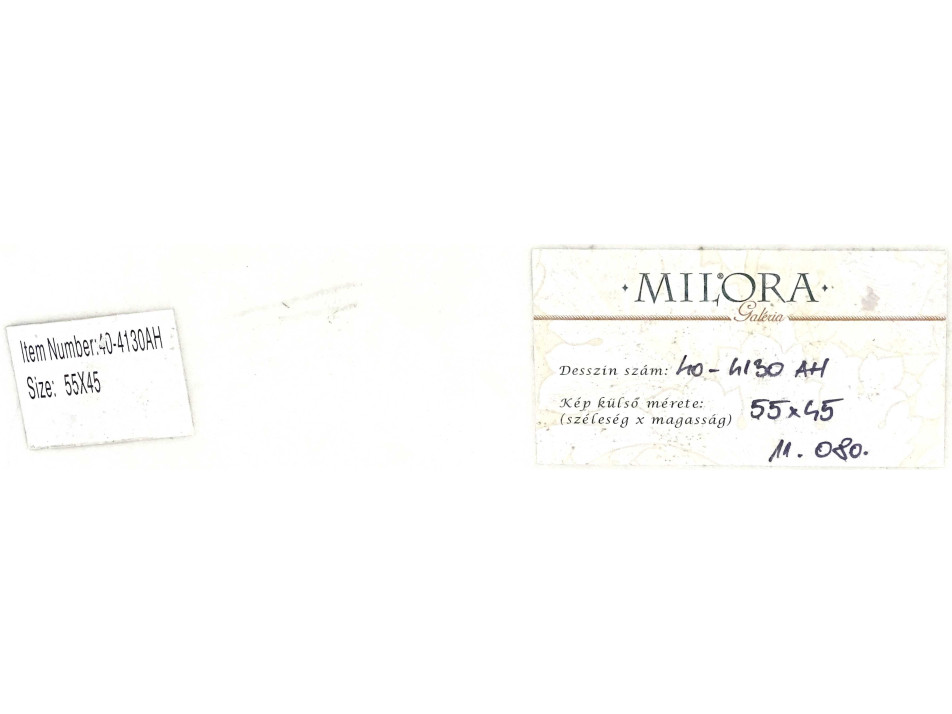 Item Number:40-4130AH
Size: 55X45
MILORA
Galéria
Desszin szám: 40-4130 AH
Kép külső mérete:
(széleség x magasság) 55x45
11.080.